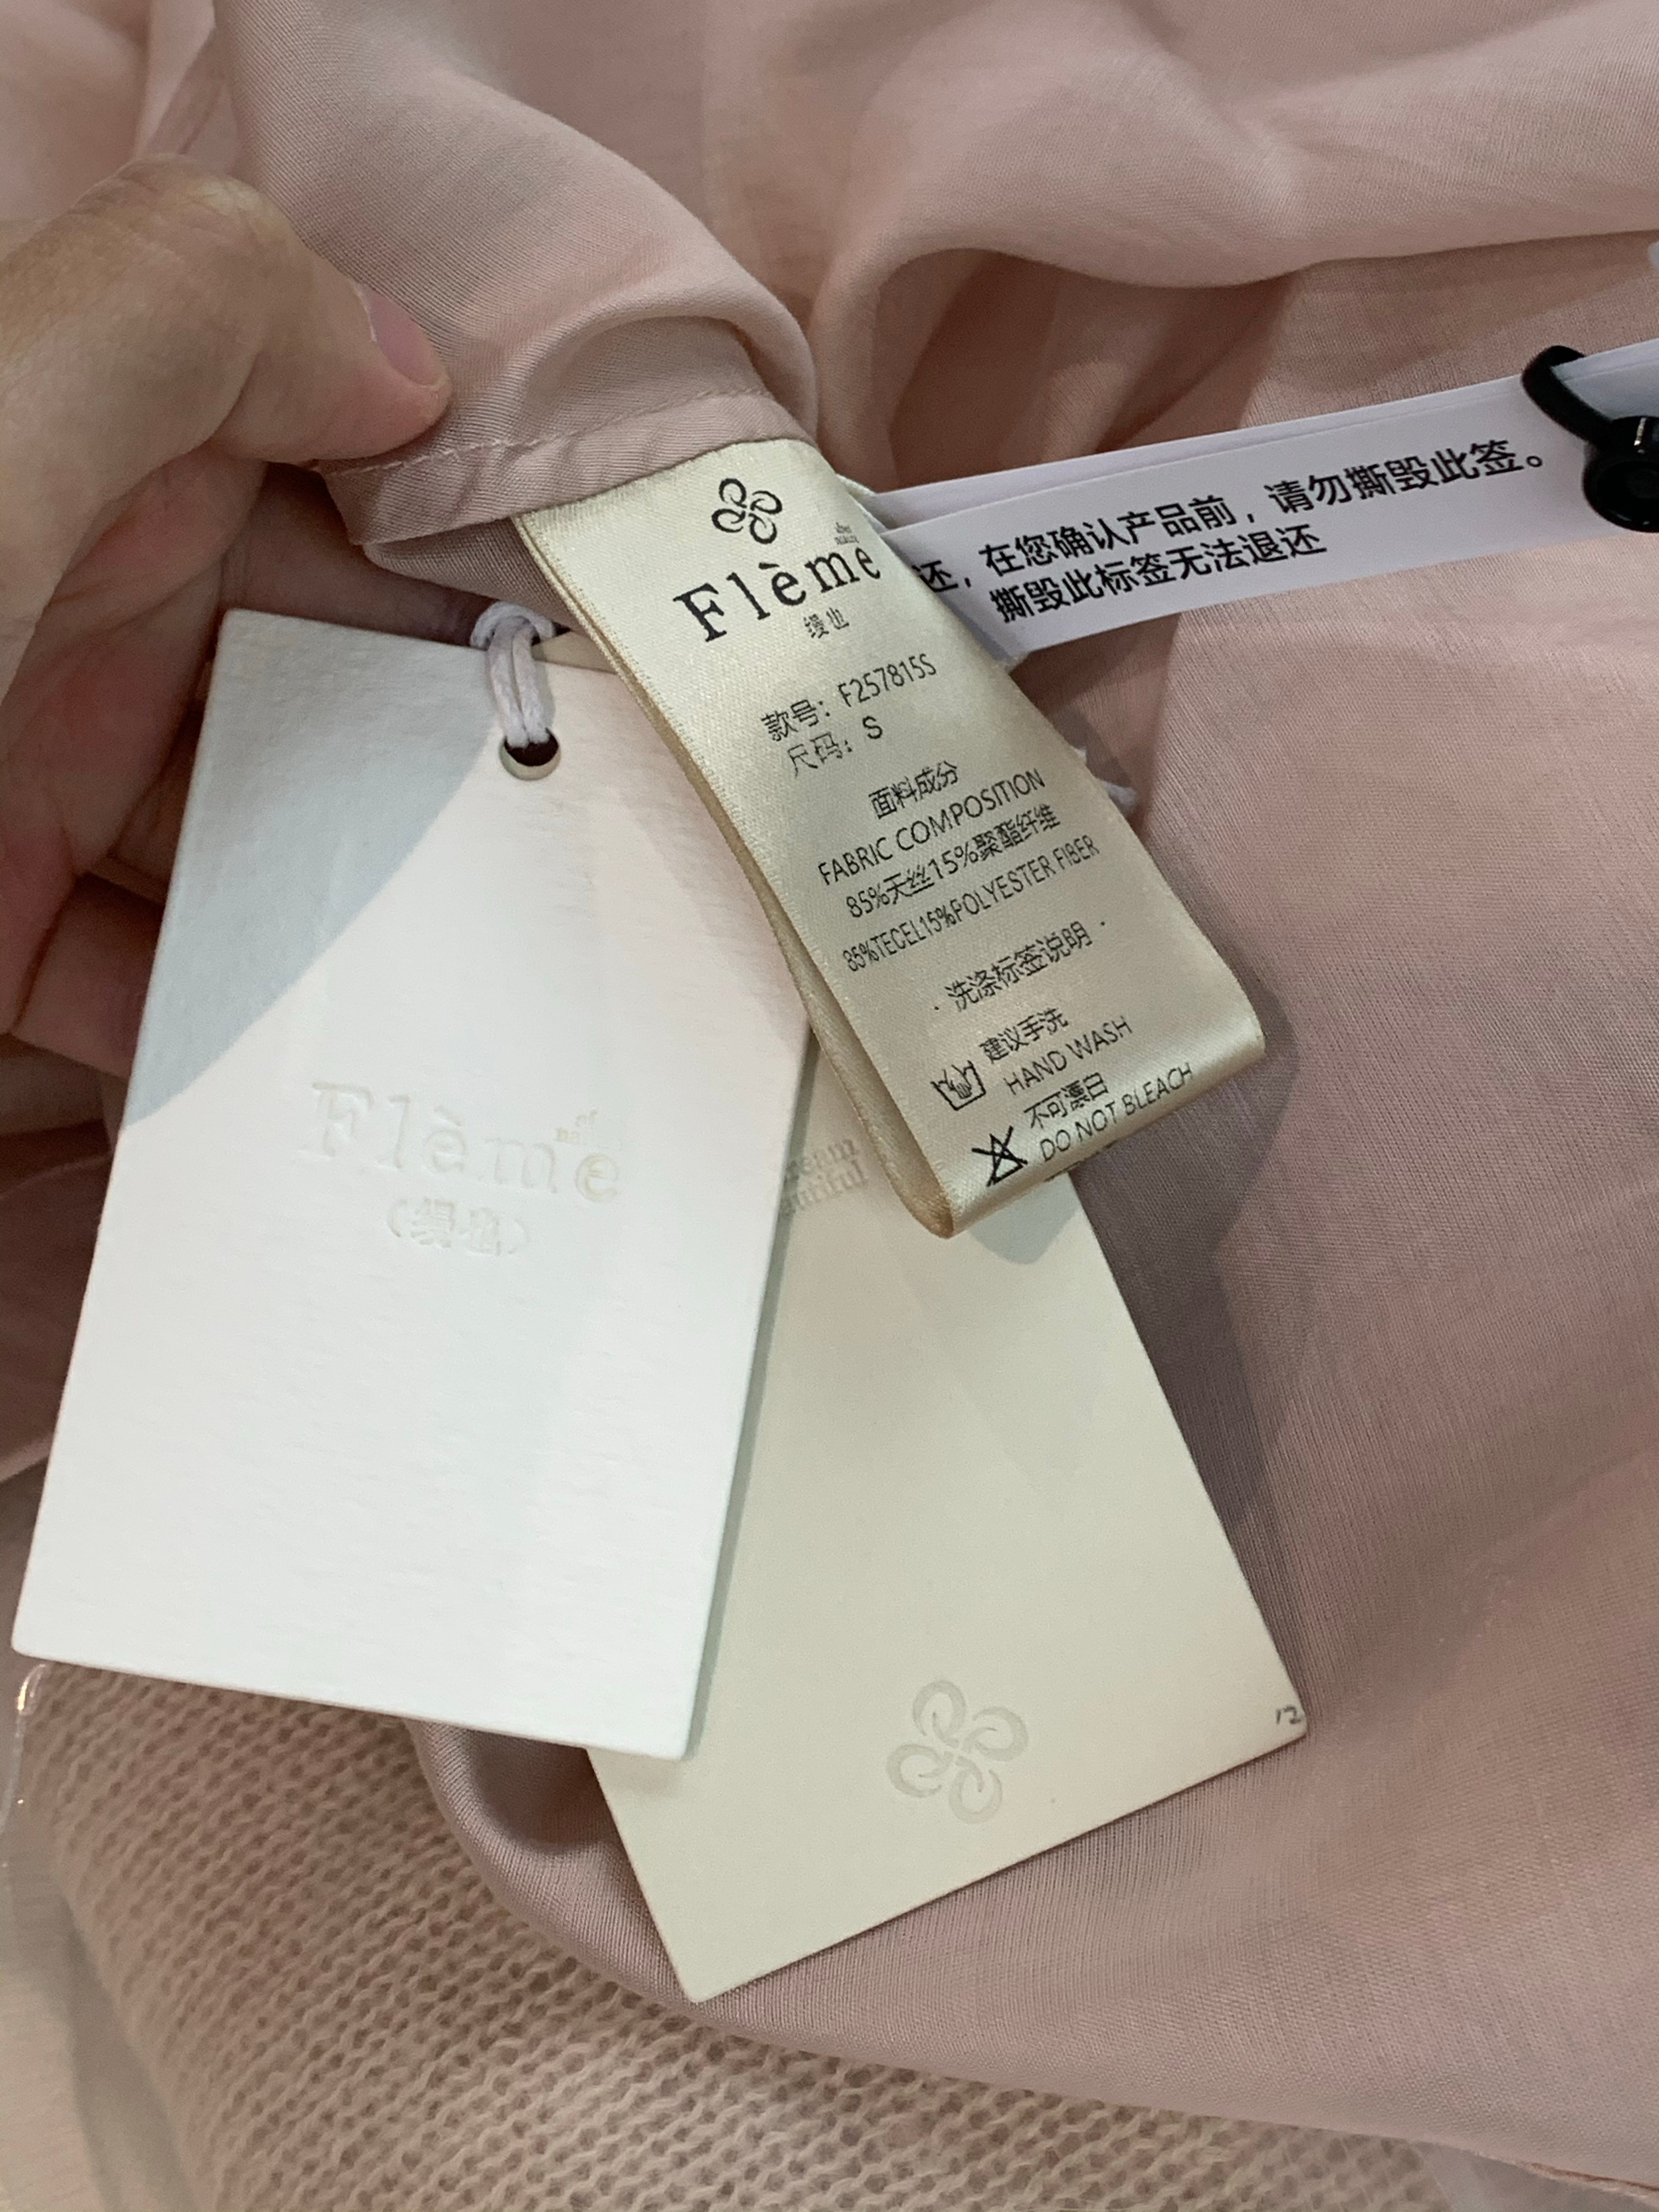 Flème
缦也
款号：F257815S
尺码：S
面料成分
FABRIC COMPOSITION
85%天丝15%聚酯纤维
85%TECEL15%POLYESTER FIBER
· 洗涤标签说明 ·
建议手洗
HAND WASH
不可漂白
DO NOT BLEACH
还，在您确认产品前，请勿撕毁此签。
撕毁此标签无法退还
Flème
(缦也)
12